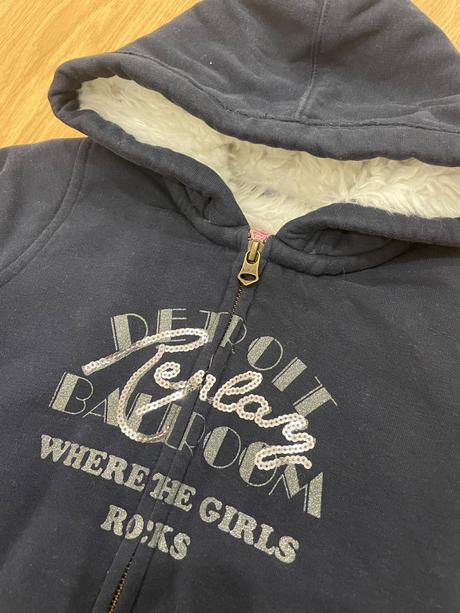 DETROIT
Replay
BALLROOM
WHERE THE GIRLS
ROCKS